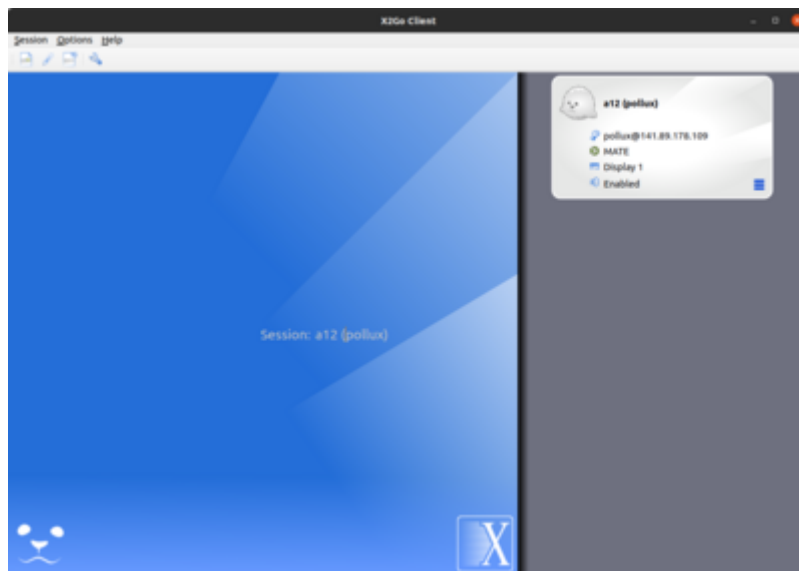 X2Go Client
Session Options Help
a12 (pollux)
pollux@141.89.178.109
MATE
Display 1
Enabled
Session: a12 (pollux)
X